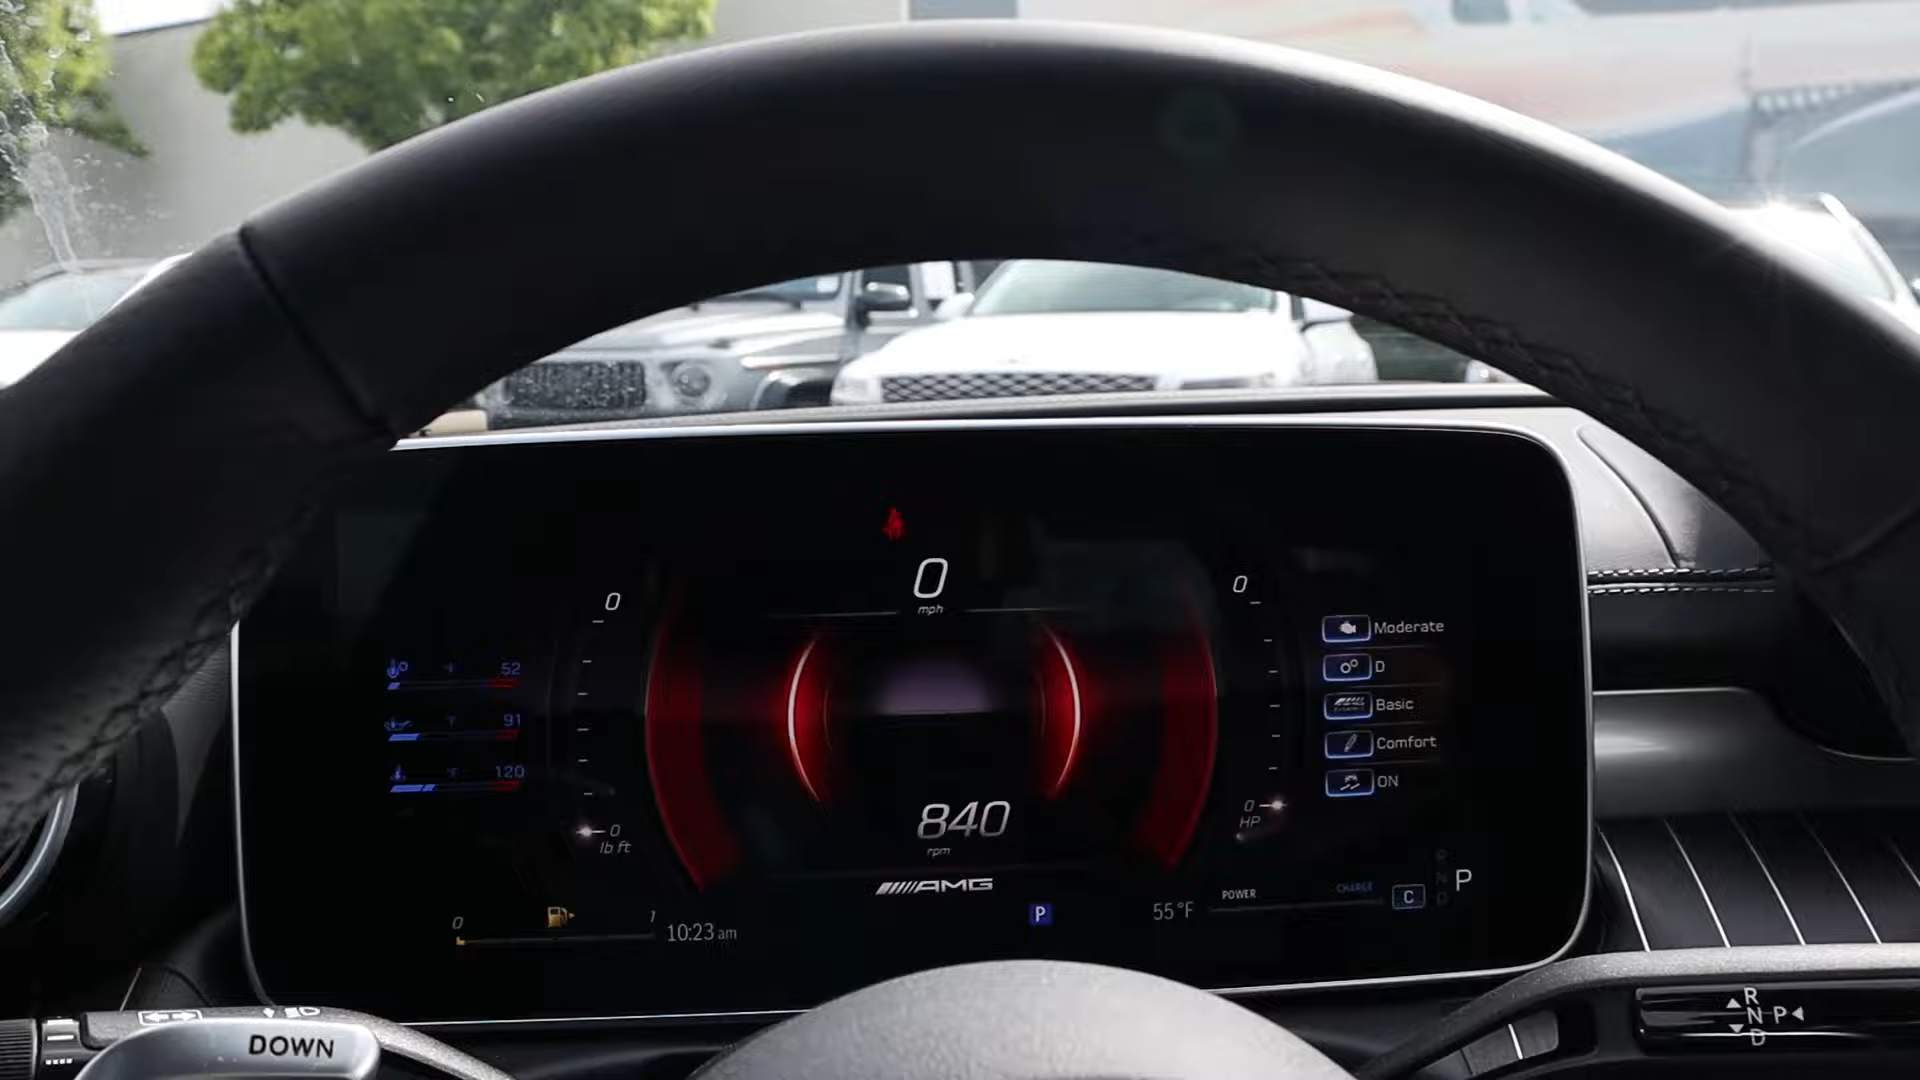 0
mph
0
0
52
°F 91
°F 120
0
lb ft
840
rpm
AMG
0
HP
Moderate
D
Basic
Comfort
ON
0
1
10:23 am
P
55 °F
POWER
CHARGE
C
R
N
D
P
DOWN
R
N P
D